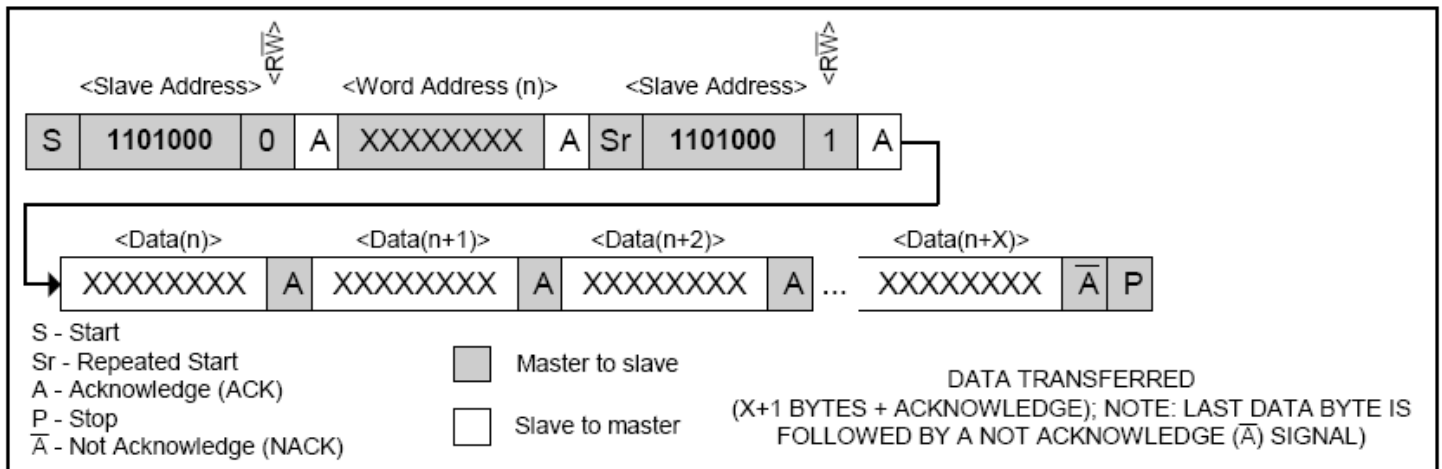 <RW̅> <RW̅>
<Slave Address> <Word Address (n)> <Slave Address>
S 1101000 0 A XXXXXXXX A Sr 1101000 1 A
<Data(n)> <Data(n+1)> <Data(n+2)> <Data(n+X)>
XXXXXXXX A XXXXXXXX A XXXXXXXX A ... XXXXXXXX A̅ P
S - Start
Sr - Repeated Start
A - Acknowledge (ACK)
P - Stop
A̅ - Not Acknowledge (NACK)
Master to slave
Slave to master
DATA TRANSFERRED
(X+1 BYTES + ACKNOWLEDGE); NOTE: LAST DATA BYTE IS
FOLLOWED BY A NOT ACKNOWLEDGE (A̅) SIGNAL)